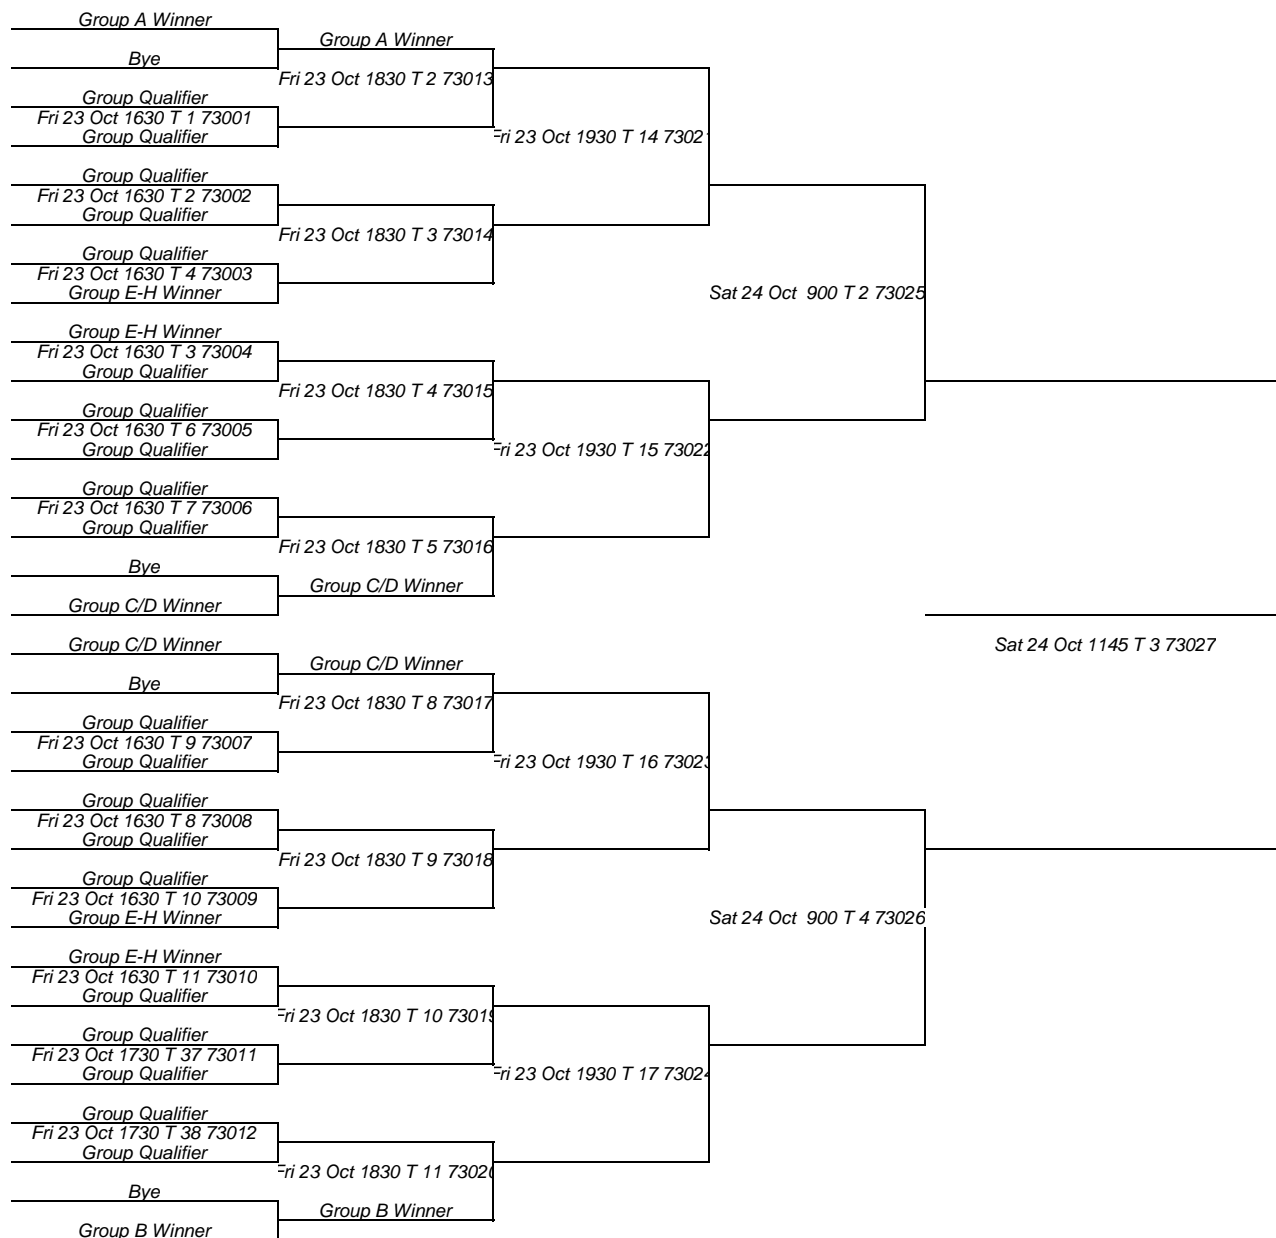 Group A Winner
Group A Winner
Bye
Fri 23 Oct 1830 T 2 73013
Group Qualifier
Fri 23 Oct 1630 T 1 73001
Group Qualifier
Fri 23 Oct 1930 T 14 73021
Group Qualifier
Fri 23 Oct 1630 T 2 73002
Group Qualifier
Fri 23 Oct 1830 T 3 73014
Group Qualifier
Fri 23 Oct 1630 T 4 73003
Group E-H Winner
Sat 24 Oct 900 T 2 73025
Group E-H Winner
Fri 23 Oct 1630 T 3 73004
Group Qualifier
Fri 23 Oct 1830 T 4 73015
Group Qualifier
Fri 23 Oct 1630 T 6 73005
Group Qualifier
Fri 23 Oct 1930 T 15 73022
Group Qualifier
Fri 23 Oct 1630 T 7 73006
Group Qualifier
Fri 23 Oct 1830 T 5 73016
Bye
Group C/D Winner
Group C/D Winner
Group C/D Winner
Sat 24 Oct 1145 T 3 73027
Group C/D Winner
Bye
Fri 23 Oct 1830 T 8 73017
Group Qualifier
Fri 23 Oct 1630 T 9 73007
Group Qualifier
Fri 23 Oct 1930 T 16 73023
Group Qualifier
Fri 23 Oct 1630 T 8 73008
Group Qualifier
Fri 23 Oct 1830 T 9 73018
Group Qualifier
Fri 23 Oct 1630 T 10 73009
Group E-H Winner
Sat 24 Oct 900 T 4 73026
Group E-H Winner
Fri 23 Oct 1630 T 11 73010
Group Qualifier
Fri 23 Oct 1830 T 10 73019
Group Qualifier
Fri 23 Oct 1730 T 37 73011
Group Qualifier
Fri 23 Oct 1930 T 17 73024
Group Qualifier
Fri 23 Oct 1730 T 38 73012
Group Qualifier
Fri 23 Oct 1830 T 11 73020
Bye
Group B Winner
Group B Winner